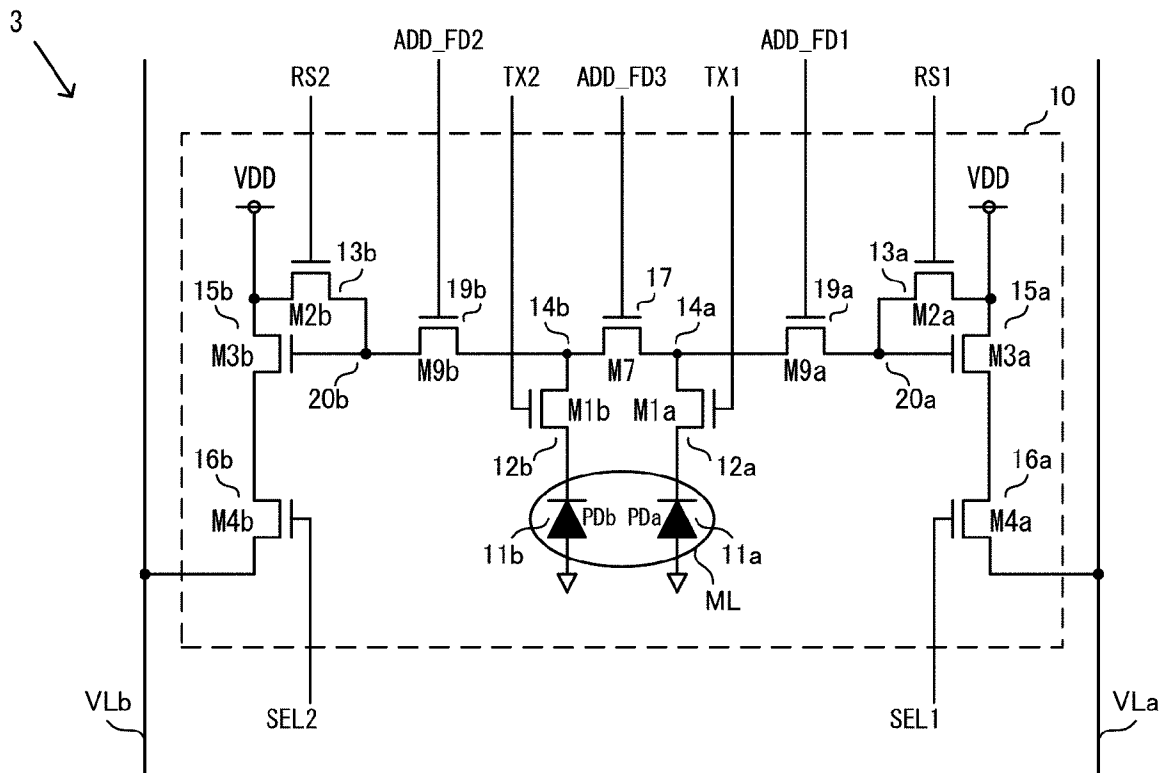 3
ADD_FD2
ADD_FD1
RS2
TX2
ADD_FD3
TX1
RS1
10
VDD
VDD
13b
13a
15b
19b
14b
17
14a
19a
15a
M2b
M2a
M3b
M9b
M7
M9a
M3a
20b
M1b
M1a
20a
16b
12b
12a
16a
M4b
PDb
PDa
M4a
11b
11a
ML
VLb
SEL2
SEL1
VLa